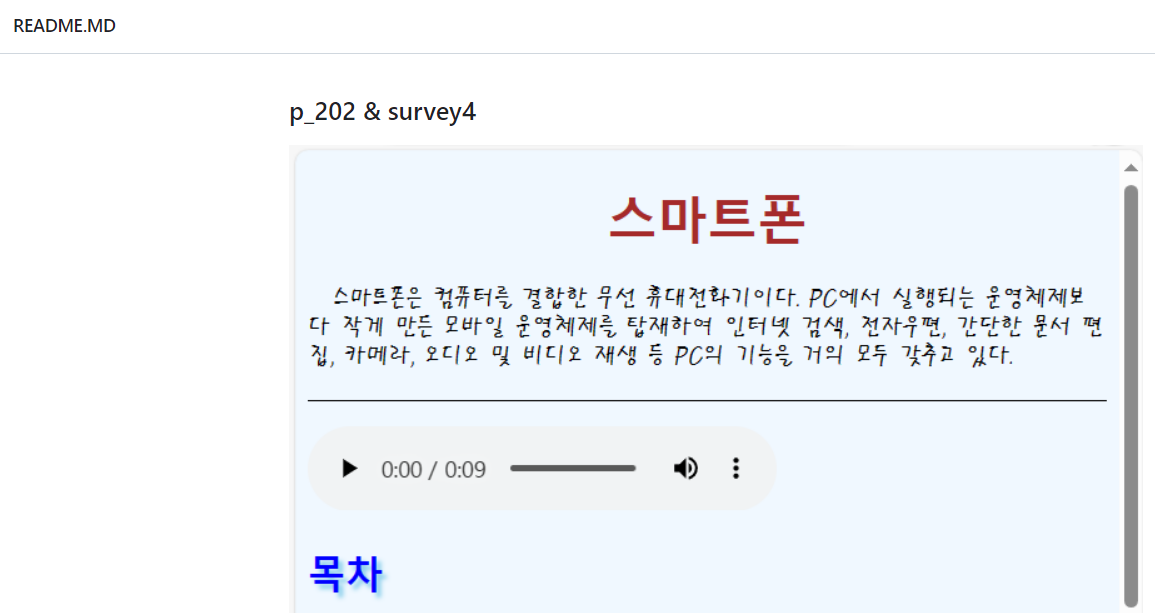 README.MD
p_202 & survey4
스마트폰
스마트폰은 컴퓨터를 결합한 무선 휴대전화기이다. PC에서 실행되는 운영체제보
다 작게 만든 모바일 운영체제를 탑재하여 인터넷 검색, 전자우편, 간단한 문서 편
집, 카메라, 오디오 및 비디오 재생 등 PC의 기능을 거의 모두 갖추고 있다.
0:00 / 0:09
목차